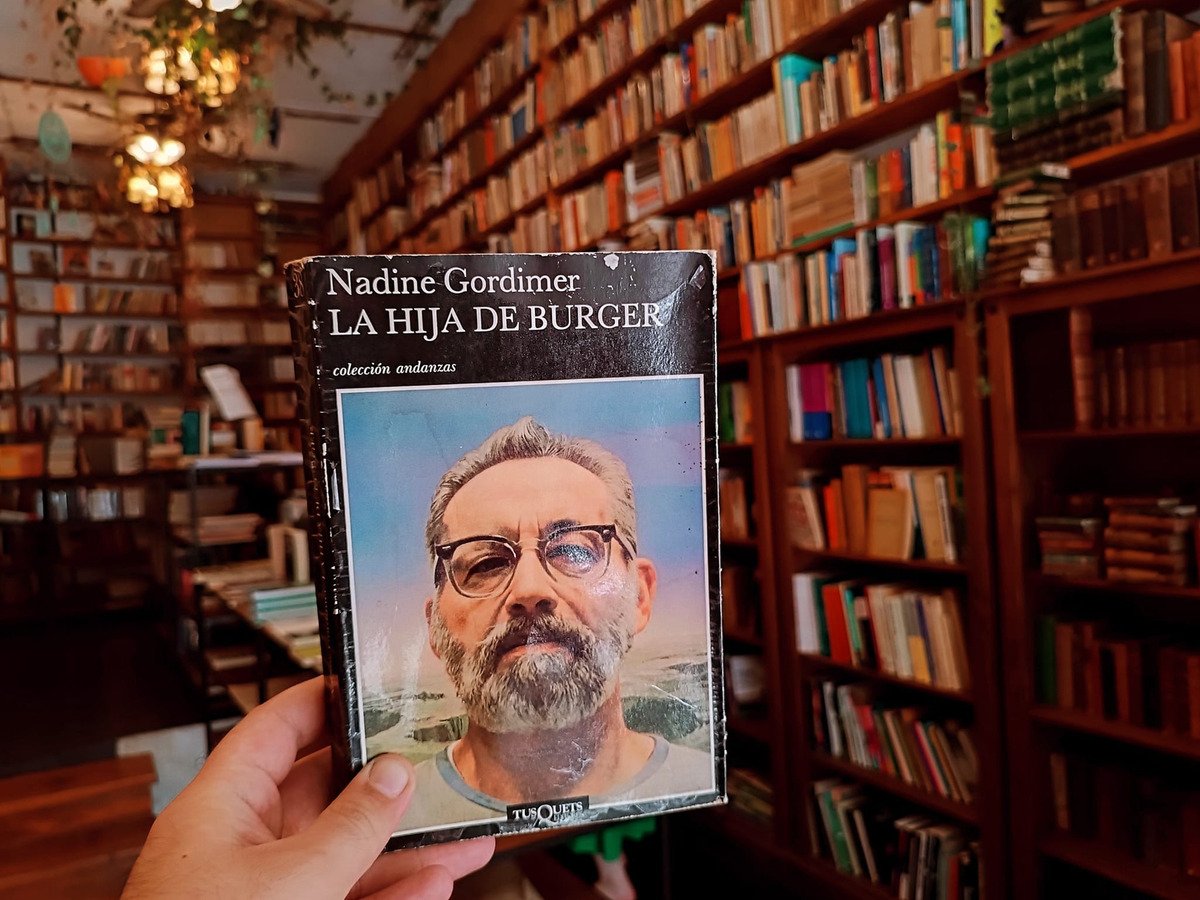 Nadine Gordimer
LA HIJA DE BURGER
colección andanzas
TUSQUETS